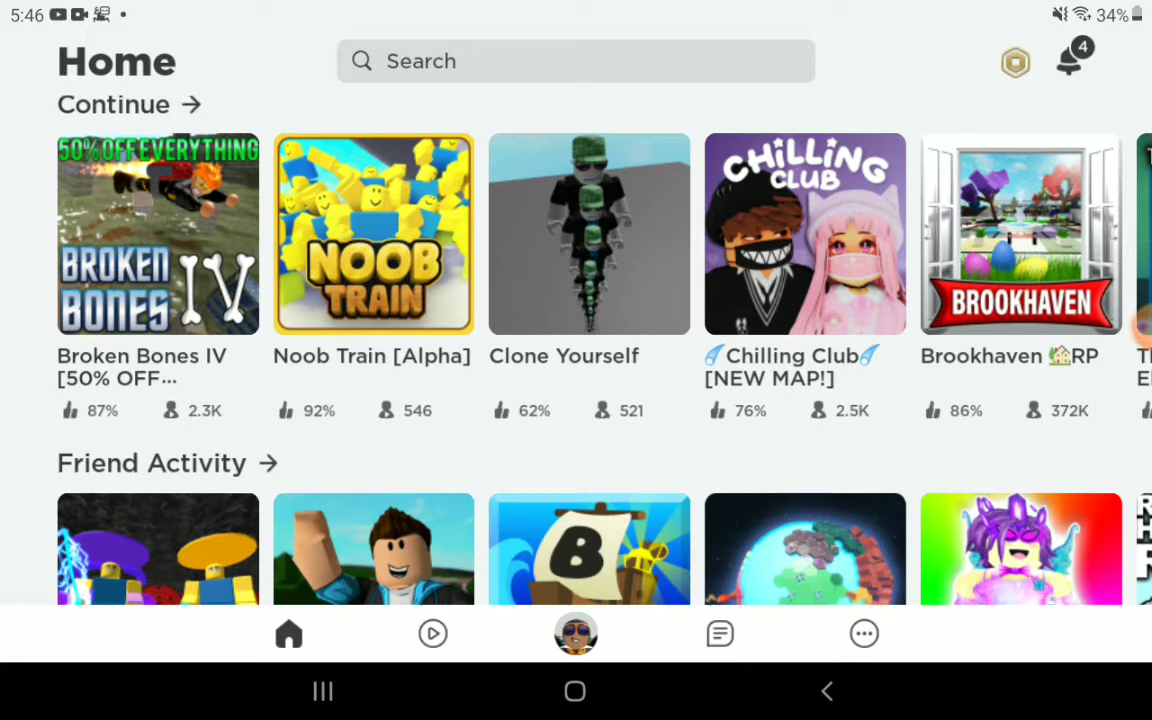 5:46
34%
Home
Search
4
Continue →
50% OFF EVERYTHING
BROKEN
BONES IV
NOOB
TRAIN
CHiLLiNG
CLUB
BROOKHAVEN
Broken Bones IV
[50% OFF...
Noob Train [Alpha]
Clone Yourself
Chilling Club
[NEW MAP!]
Brookhaven 🏡RP
87% 2.3K
92% 546
62% 521
76% 2.5K
86% 372K
Friend Activity →
B